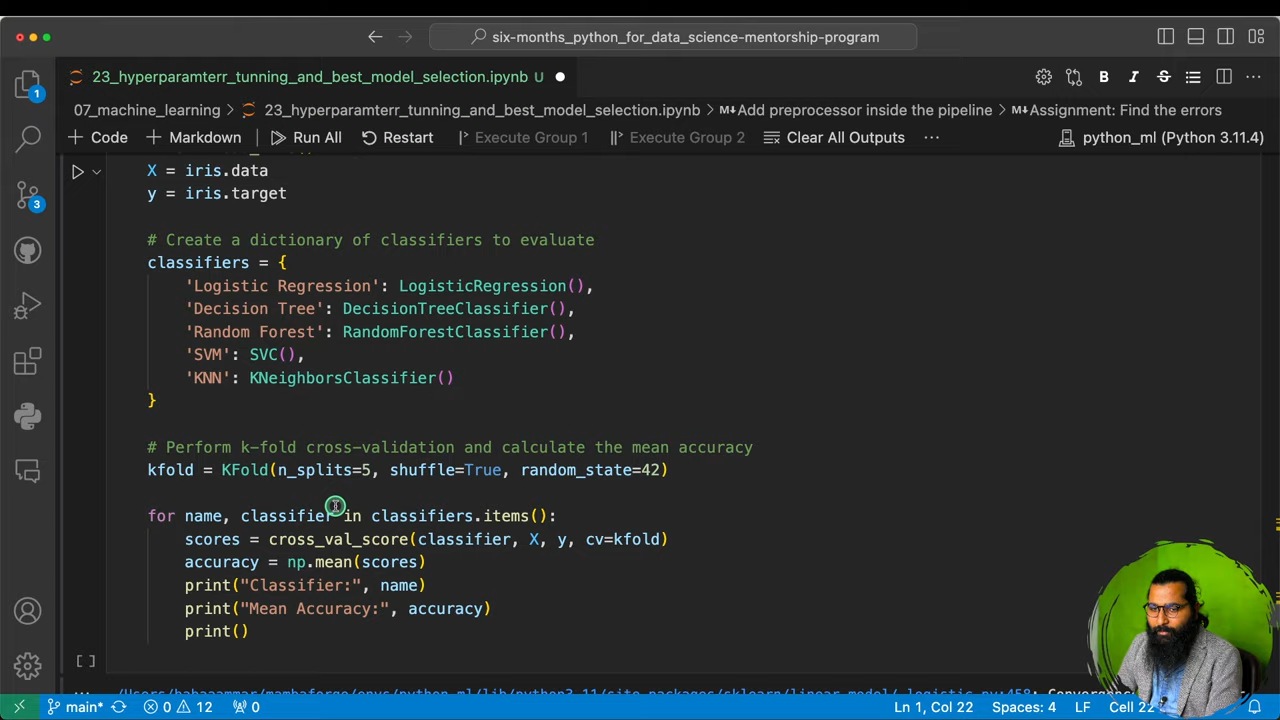 six-months_python_for_data_science-mentorship-program
23_hyperparamterr_tunning_and_best_model_selection.ipynb U
07_machine_learning > 23_hyperparamterr_tunning_and_best_model_selection.ipynb > Add preprocessor inside the pipeline > Assignment: Find the errors
+ Code + Markdown Run All Restart Execute Group 1 Execute Group 2 Clear All Outputs ... python_ml (Python 3.11.4)
X = iris.data
y = iris.target
# Create a dictionary of classifiers to evaluate
classifiers = {
'Logistic Regression': LogisticRegression(),
'Decision Tree': DecisionTreeClassifier(),
'Random Forest': RandomForestClassifier(),
'SVM': SVC(),
'KNN': KNeighborsClassifier()
}
# Perform k-fold cross-validation and calculate the mean accuracy
kfold = KFold(n_splits=5, shuffle=True, random_state=42)
for name, classifier in classifiers.items():
scores = cross_val_score(classifier, X, y, cv=kfold)
accuracy = np.mean(scores)
print("Classifier:", name)
print("Mean Accuracy:", accuracy)
print()
[ ]
1
3
main* 0 12 0 Ln 1, Col 22 Spaces: 4 LF Cell 22